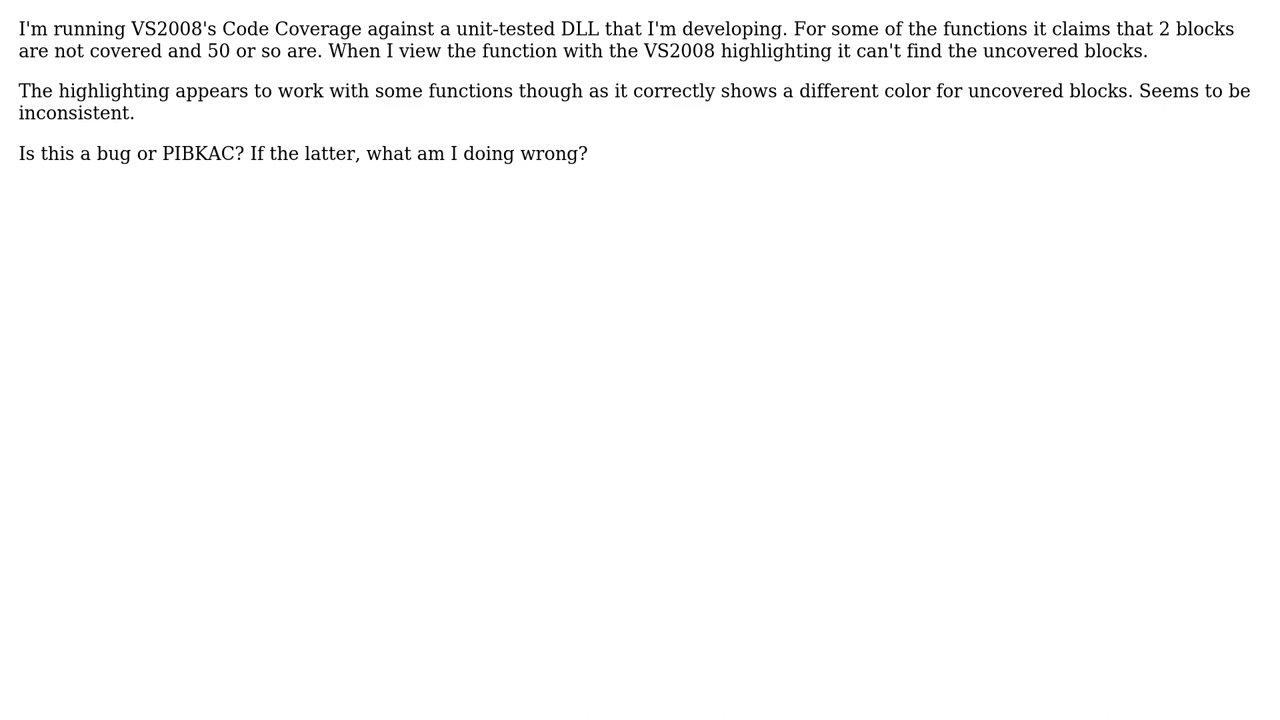 I'm running VS2008's Code Coverage against a unit-tested DLL that I'm developing. For some of the functions it claims that 2 blocks
are not covered and 50 or so are. When I view the function with the VS2008 highlighting it can't find the uncovered blocks.
The highlighting appears to work with some functions though as it correctly shows a different color for uncovered blocks. Seems to be
inconsistent.
Is this a bug or PIBKAC? If the latter, what am I doing wrong?